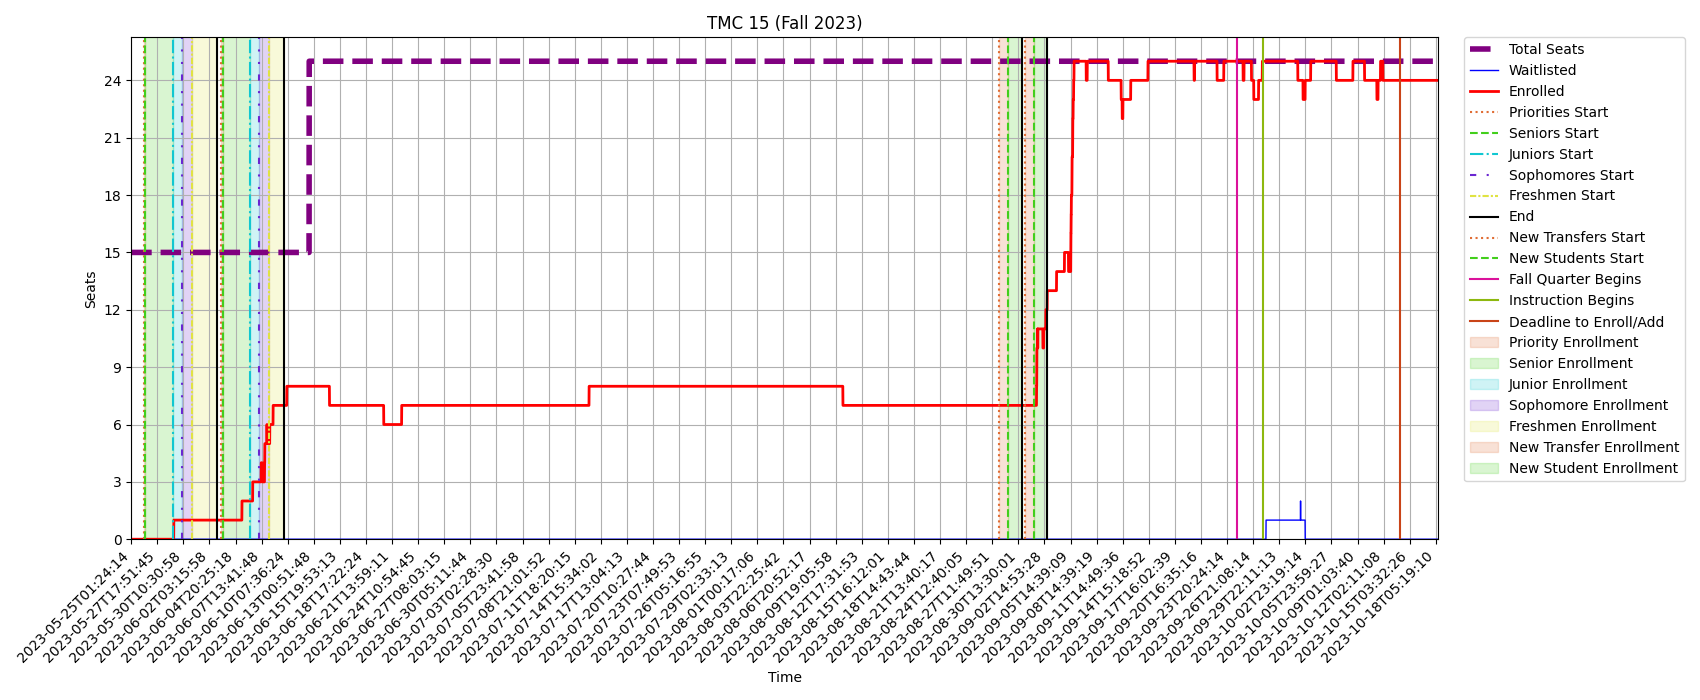 TMC 15 (Fall 2023)
Seats
24
21
18
15
12
9
6
3
0
2023-05-25T01:24:14
2023-05-27T17:51:45
2023-05-30T10:30:58
2023-06-02T03:15:58
2023-06-04T20:25:18
2023-06-07T13:41:48
2023-06-10T07:36:24
2023-06-13T00:51:48
2023-06-15T19:53:13
2023-06-18T17:22:24
2023-06-21T13:59:11
2023-06-24T10:54:45
2023-06-27T08:03:15
2023-06-30T05:11:44
2023-07-03T02:28:30
2023-07-05T23:41:58
2023-07-08T21:01:52
2023-07-11T18:20:15
2023-07-14T15:34:02
2023-07-17T13:04:13
2023-07-20T10:27:44
2023-07-23T07:49:53
2023-07-26T05:16:55
2023-07-29T02:33:13
2023-08-01T00:17:06
2023-08-03T22:25:42
2023-08-06T20:52:17
2023-08-09T19:05:58
2023-08-12T17:31:53
2023-08-15T16:12:01
2023-08-18T14:43:44
2023-08-21T13:40:17
2023-08-24T12:40:05
2023-08-27T11:49:51
2023-08-30T13:30:01
2023-09-02T14:53:28
2023-09-05T14:39:09
2023-09-08T14:39:19
2023-09-11T14:49:36
2023-09-14T15:18:52
2023-09-17T16:02:39
2023-09-20T16:35:16
2023-09-23T20:24:14
2023-09-26T21:08:14
2023-09-29T22:11:13
2023-10-02T23:19:14
2023-10-05T23:59:27
2023-10-09T01:03:40
2023-10-12T02:11:08
2023-10-15T03:32:26
2023-10-18T05:19:10
Time
Total Seats
Waitlisted
Enrolled
Priorities Start
Seniors Start
Juniors Start
Sophomores Start
Freshmen Start
End
New Transfers Start
New Students Start
Fall Quarter Begins
Instruction Begins
Deadline to Enroll/Add
Priority Enrollment
Senior Enrollment
Junior Enrollment
Sophomore Enrollment
Freshmen Enrollment
New Transfer Enrollment
New Student Enrollment